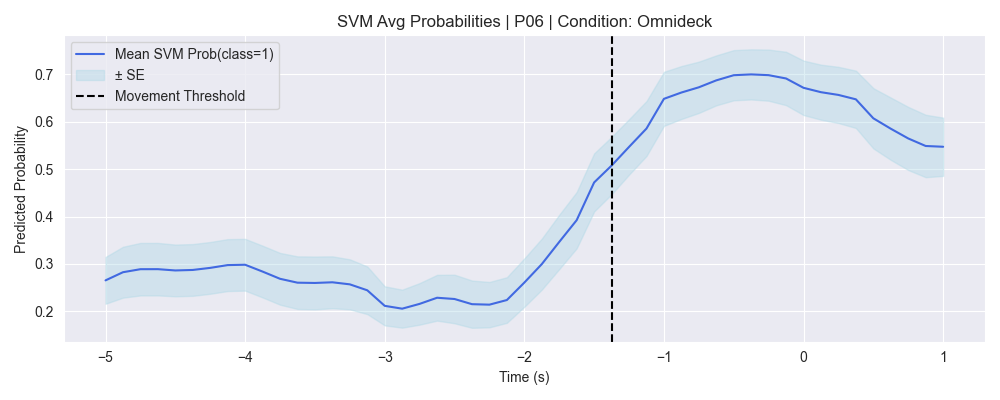 SVM Avg Probabilities | P06 | Condition: Omnideck
Mean SVM Prob(class=1)
± SE
Movement Threshold
Predicted Probability
0.7
0.6
0.5
0.4
0.3
0.2
−5
−4
−3
−2
−1
0
1
Time (s)